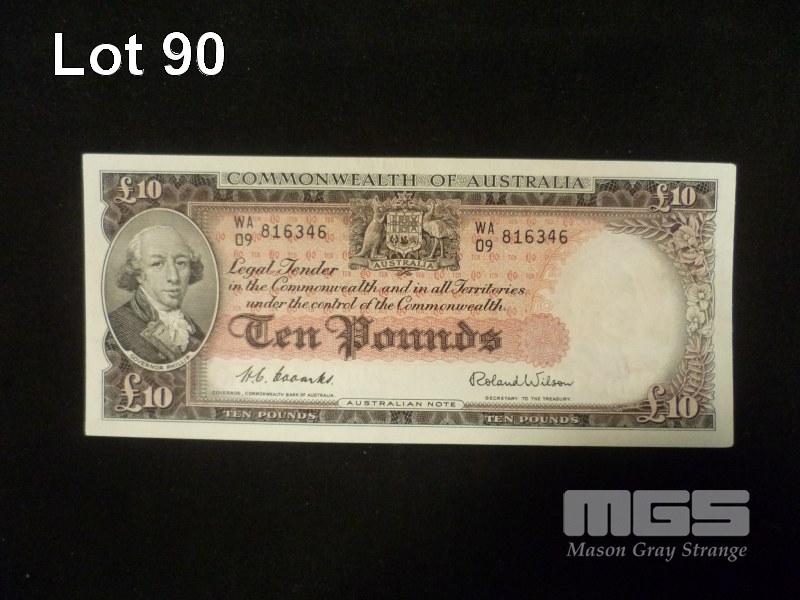 Lot 90
COMMONWEALTH OF AUSTRALIA
£10 £10
WA 09 816346 WA 09 816346
AUSTRALIA
Legal Tender
in the Commonwealth and in all Territories
under the control of the Commonwealth.
Ten Pounds
GOVERNOR PHILLIP
H.C. Coombs. Roland Wilson
GOVERNOR, COMMONWEALTH BANK OF AUSTRALIA. SECRETARY TO THE TREASURY.
£10 AUSTRALIAN NOTE £10
TEN POUNDS TEN POUNDS
MGS
Mason Gray Strange